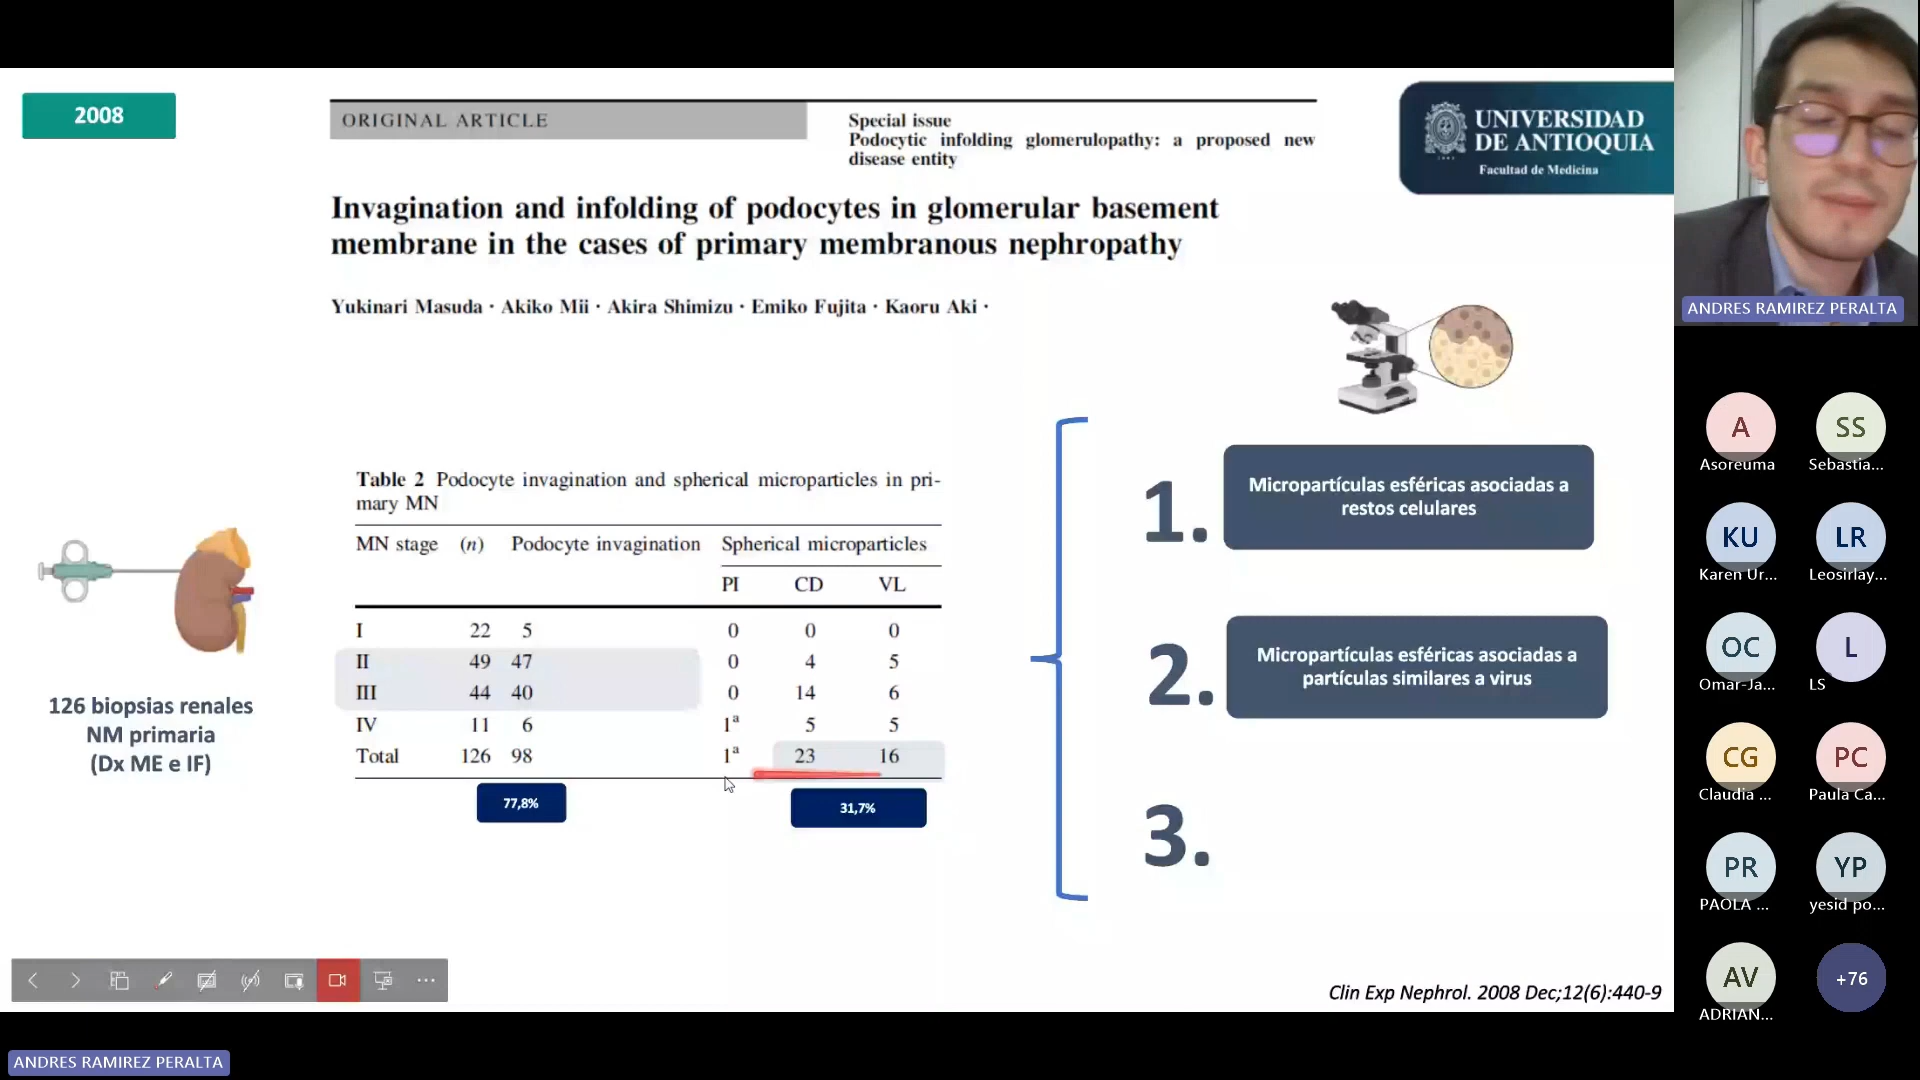 2008
ORIGINAL ARTICLE
Special issue
Podocytic infolding glomerulopathy: a proposed new
disease entity
UNIVERSIDAD
DE ANTIOQUIA
Facultad de Medicina
Invagination and infolding of podocytes in glomerular basement
membrane in the cases of primary membranous nephropathy
Yukinari Masuda · Akiko Mii · Akira Shimizu · Emiko Fujita · Kaoru Aki ·
ANDRES RAMIREZ PERALTA
Table 2 Podocyte invagination and spherical microparticles in pri-
mary MN
MN stage (n) Podocyte invagination Spherical microparticles
PI CD VL
I 22 5 0 0 0
II 49 47 0 4 5
III 44 40 0 14 6
IV 11 6 1ª 5 5
Total 126 98 1ª 23 16
77,8%
31,7%
126 biopsias renales
NM primaria
(Dx ME e IF)
1.
Micropartículas esféricas asociadas a
restos celulares
2.
Micropartículas esféricas asociadas a
partículas similares a virus
3.
Clin Exp Nephrol. 2008 Dec;12(6):440-9
A
Asoreuma
SS
Sebastia...
KU
Karen Ur...
LR
Leosirlay...
OC
Omar-Ja...
L
LS
CG
Claudia ...
PC
Paula Ca...
PR
PAOLA ...
YP
yesid po...
AV
ADRIAN...
+76
ANDRES RAMIREZ PERALTA